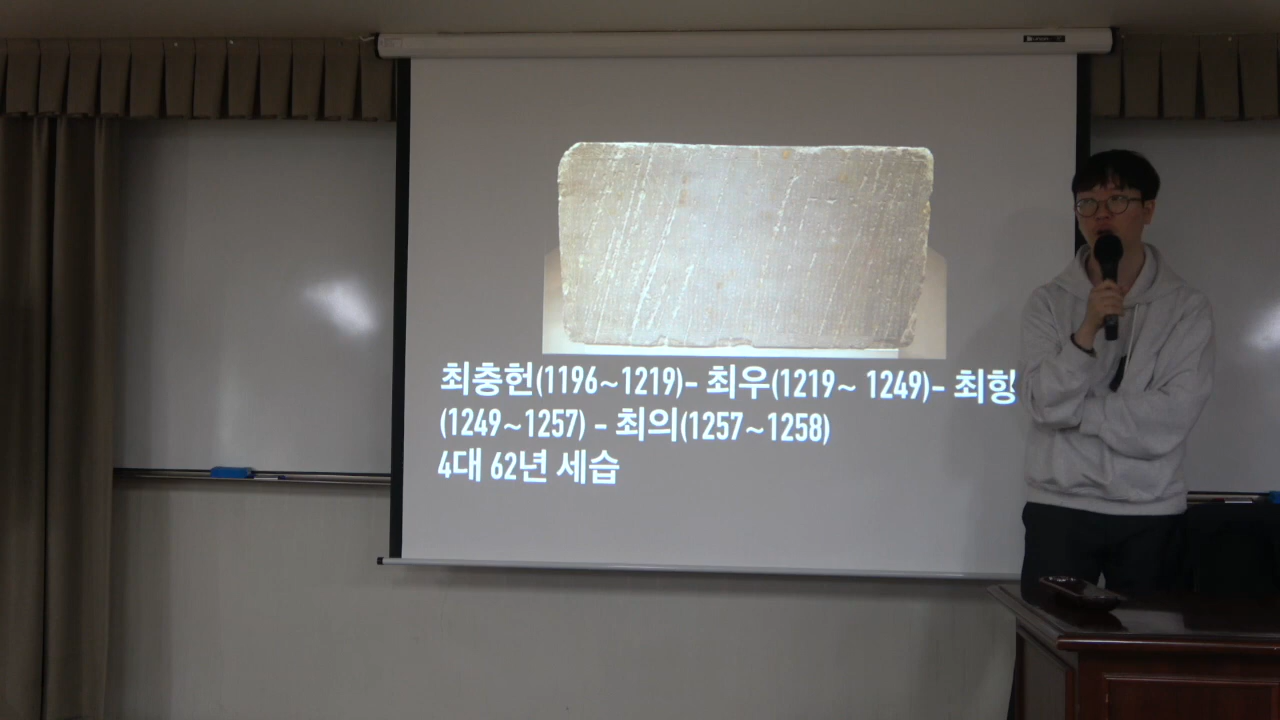 최충헌(1196~1219)- 최우(1219~ 1249)- 최항
(1249~1257) - 최의(1257~1258)
4대 62년 세습